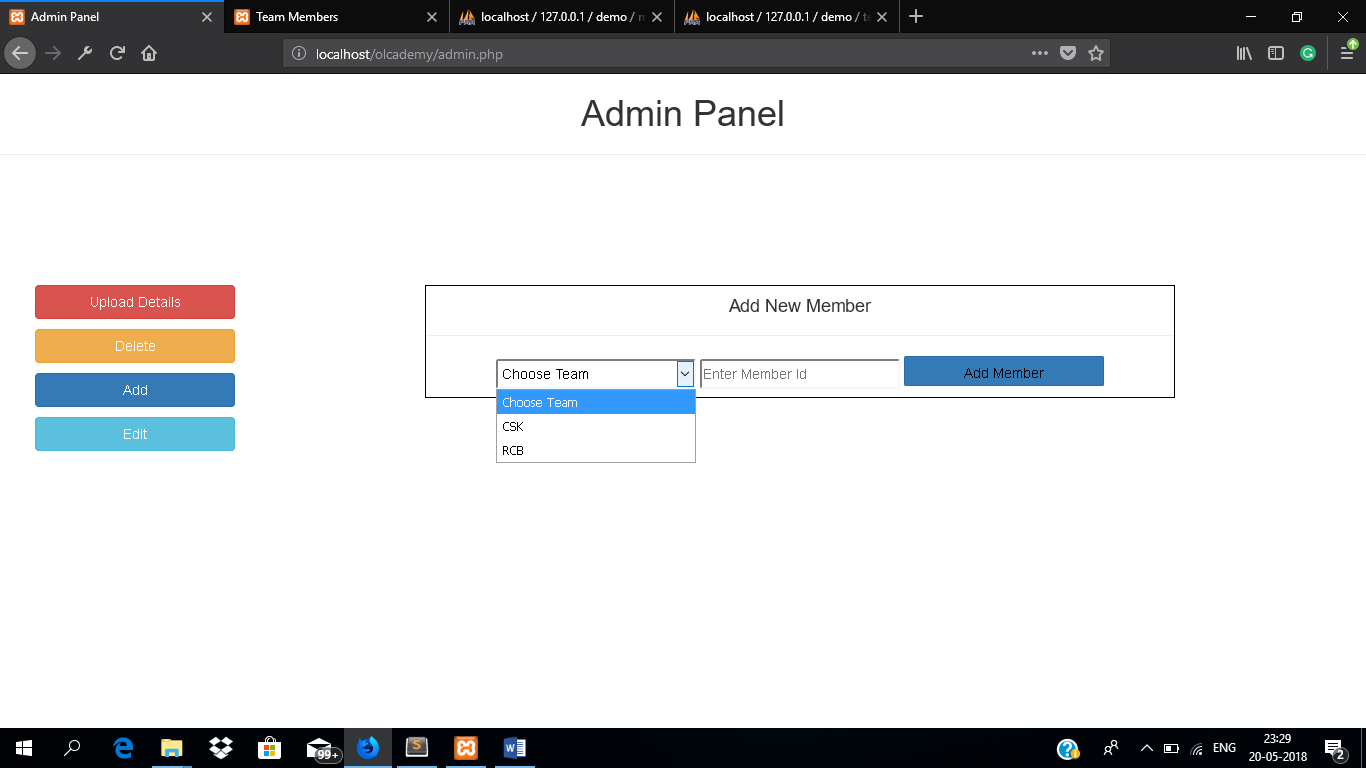 Admin Panel
Team Members
localhost / 127.0.0.1 / demo / m
localhost / 127.0.0.1 / demo / te
localhost/olcademy/admin.php
Admin Panel
Upload Details
Delete
Add
Edit
Add New Member
Choose Team
Enter Member Id
Add Member
Choose Team
CSK
RCB
99+
ENG
23:29
20-05-2018
2